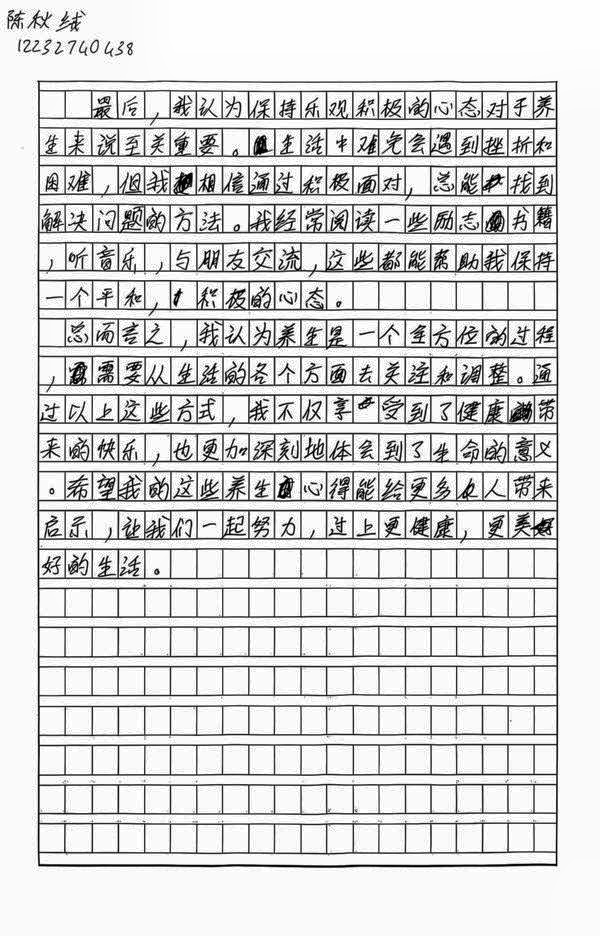 陈秋线
12232740438
最后，我认为保持乐观积极的心态对于养
生来说至关重要。生活中难免会遇到挫折和
困难，但我相信通过积极面对，总能找到
解决问题的方法。我经常阅读一些励志书籍
，听音乐，与朋友交流，这些都能帮助我保持
一个平和，积极的心态。
总而言之，我认为养生是一个全方位的过程
，需要从生活的各个方面去关注和调整。通
过以上这些方式，我不仅享受到了健康带
来的快乐，也更加深刻地体会到了生命的意义
。希望我的这些养生心得能给更多人带来
启示，让我们一起努力，过上更健康，更美
好的生活。